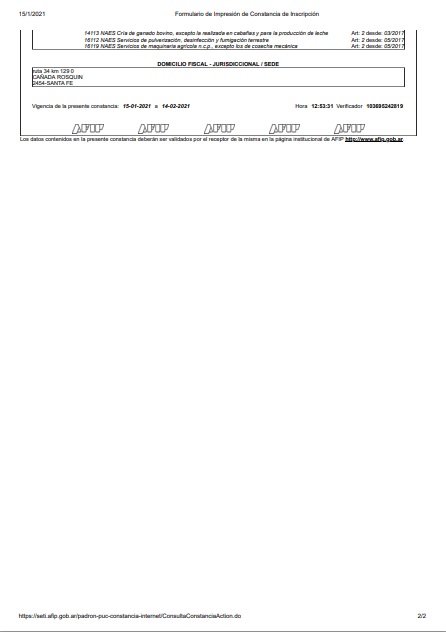 15/1/2021 Formulario de Impresión de Constancia de Inscripción
14113 NAES Cría de ganado bovino, excepto la realizada en cabañas y para la producción de leche Art: 2 desde: 03/2017
16112 NAES Servicios de pulverización, desinfección y fumigación terrestre Art: 2 desde: 05/2017
16119 NAES Servicios de maquinaria agrícola n.c.p., excepto los de cosecha mecánica Art: 2 desde: 05/2017
DOMICILIO FISCAL - JURISDICCIONAL / SEDE
ruta 34 km 129 0
CAÑADA ROSQUIN
2454-SANTA FE
Vigencia de la presente constancia: 15-01-2021 a 14-02-2021 Hora 12:53:31 Verificador 103695242819
AFIP AFIP AFIP AFIP AFIP
Los datos contenidos en la presente constancia deberán ser validados por el receptor de la misma en la página institucional de AFIP http://www.afip.gob.ar.
https://seti.afip.gob.ar/padron-puc-constancia-internet/ConsultaConstanciaAction.do 2/2